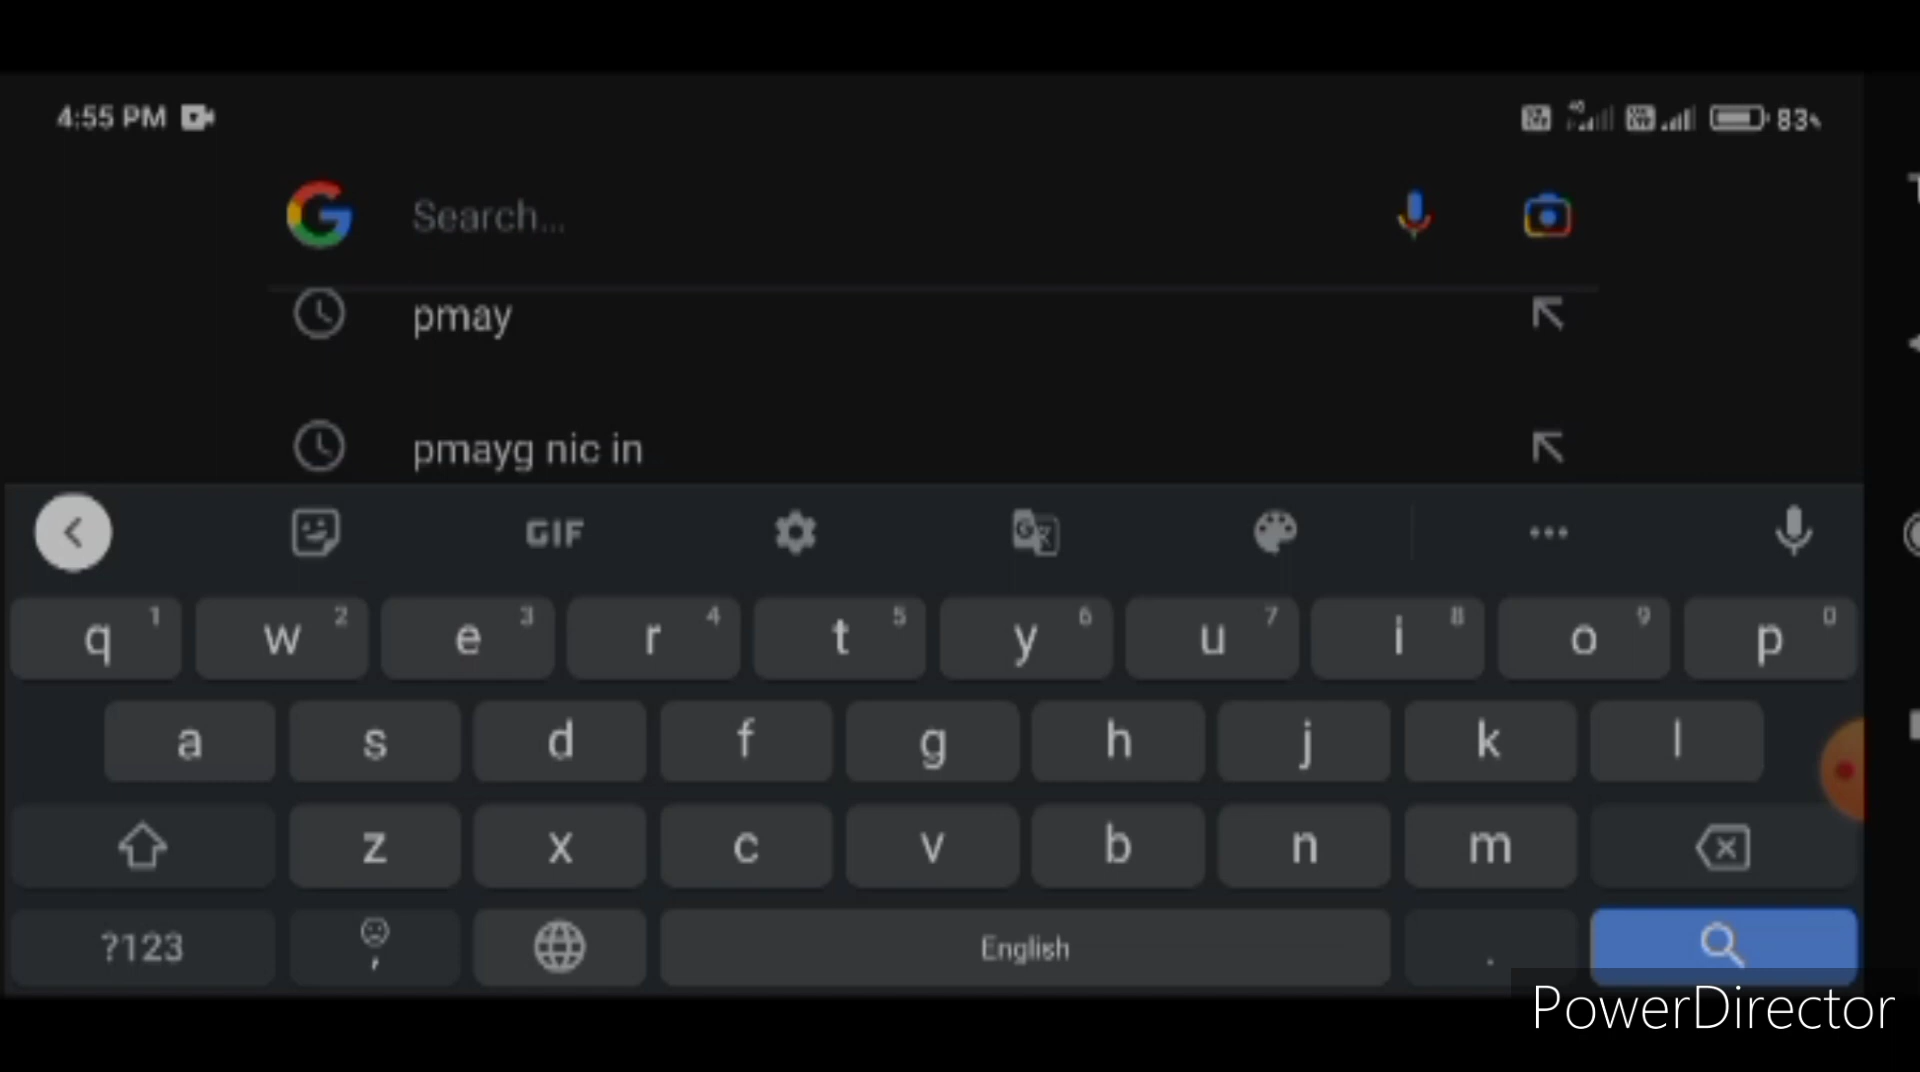 4:55 PM 83%
Search...
pmay
pmayg nic in
GIF
q 1 w 2 e 3 r 4 t 5 y 6 u 7 i 8 o 9 p 0
a s d f g h j k l
z x c v b n m
?123 , English .
PowerDirector